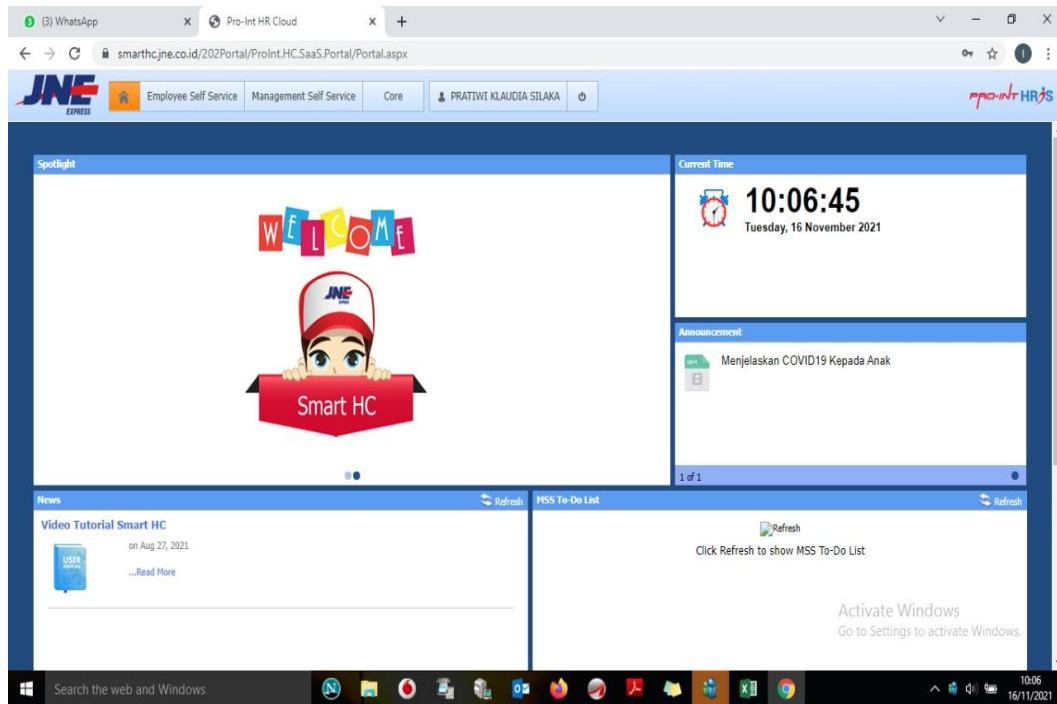 (3) WhatsApp
Pro-Int HR Cloud
smarthc.jne.co.id/202Portal/ProInt.HC.SaaS.Portal/Portal.aspx
JNE
EXPRESS
Employee Self Service
Management Self Service
Core
PRATIWI KLAUDIA SILAKA
PRO-INT HRIS
Spotlight
WELCOME
JNE
Smart HC
Current Time
10:06:45
Tuesday, 16 November 2021
Announcement
Menjelaskan COVID19 Kepada Anak
1 of 1
News
Refresh
Video Tutorial Smart HC
USER
MANUAL
on Aug 27, 2021
...Read More
MSS To-Do List
Refresh
Refresh
Click Refresh to show MSS To-Do List
Activate Windows
Go to Settings to activate Windows.
Search the web and Windows
10:06
16/11/2021